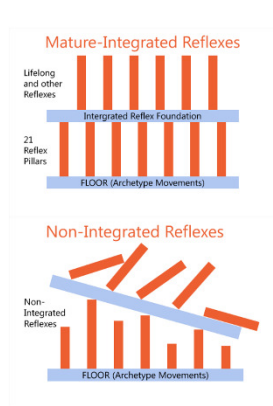 Mature-Integrated Reflexes
Lifelong
and other
Reflexes
Intergrated Reflex Foundation
21
Reflex
Pillars
FLOOR (Archetype Movements)
Non-Integrated Reflexes
Non-
Integrated
Reflexes
FLOOR (Archetype Movements)